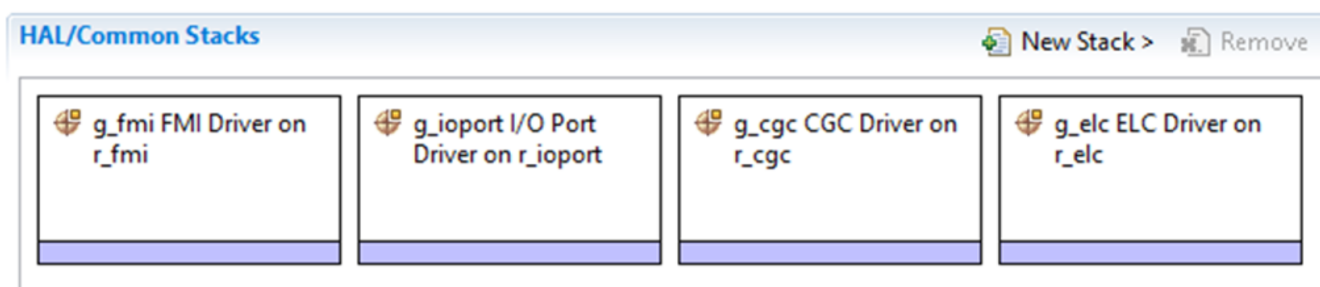 HAL/Common Stacks
New Stack > Remove
g_fmi FMI Driver on
r_fmi
g_ioport I/O Port
Driver on r_ioport
g_cgc CGC Driver on
r_cgc
g_elc ELC Driver on
r_elc